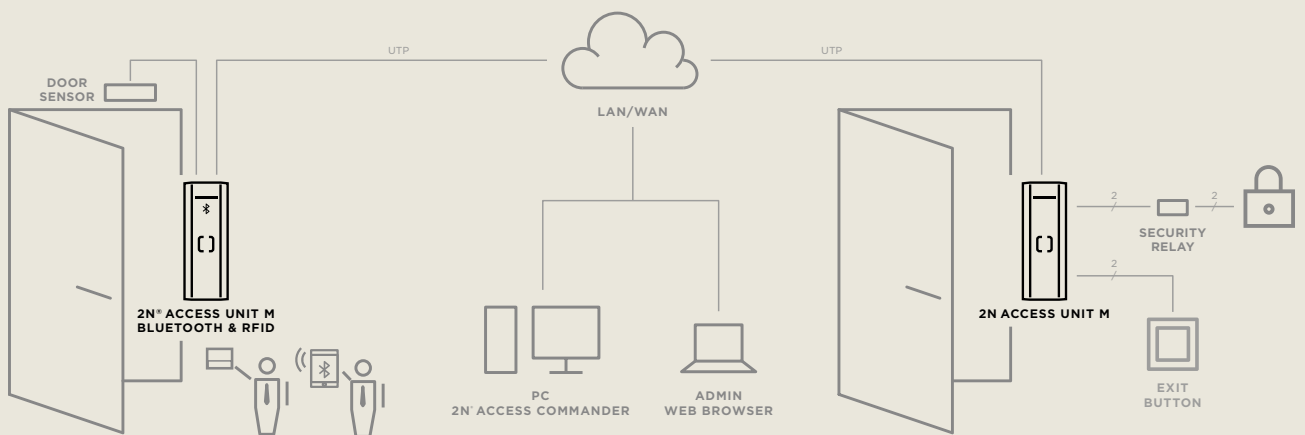 UTP
UTP
DOOR
SENSOR
LAN/WAN
2
2
SECURITY
RELAY
2
2N® ACCESS UNIT M
BLUETOOTH & RFID
2N ACCESS UNIT M
PC
2N® ACCESS COMMANDER
ADMIN
WEB BROWSER
EXIT
BUTTON